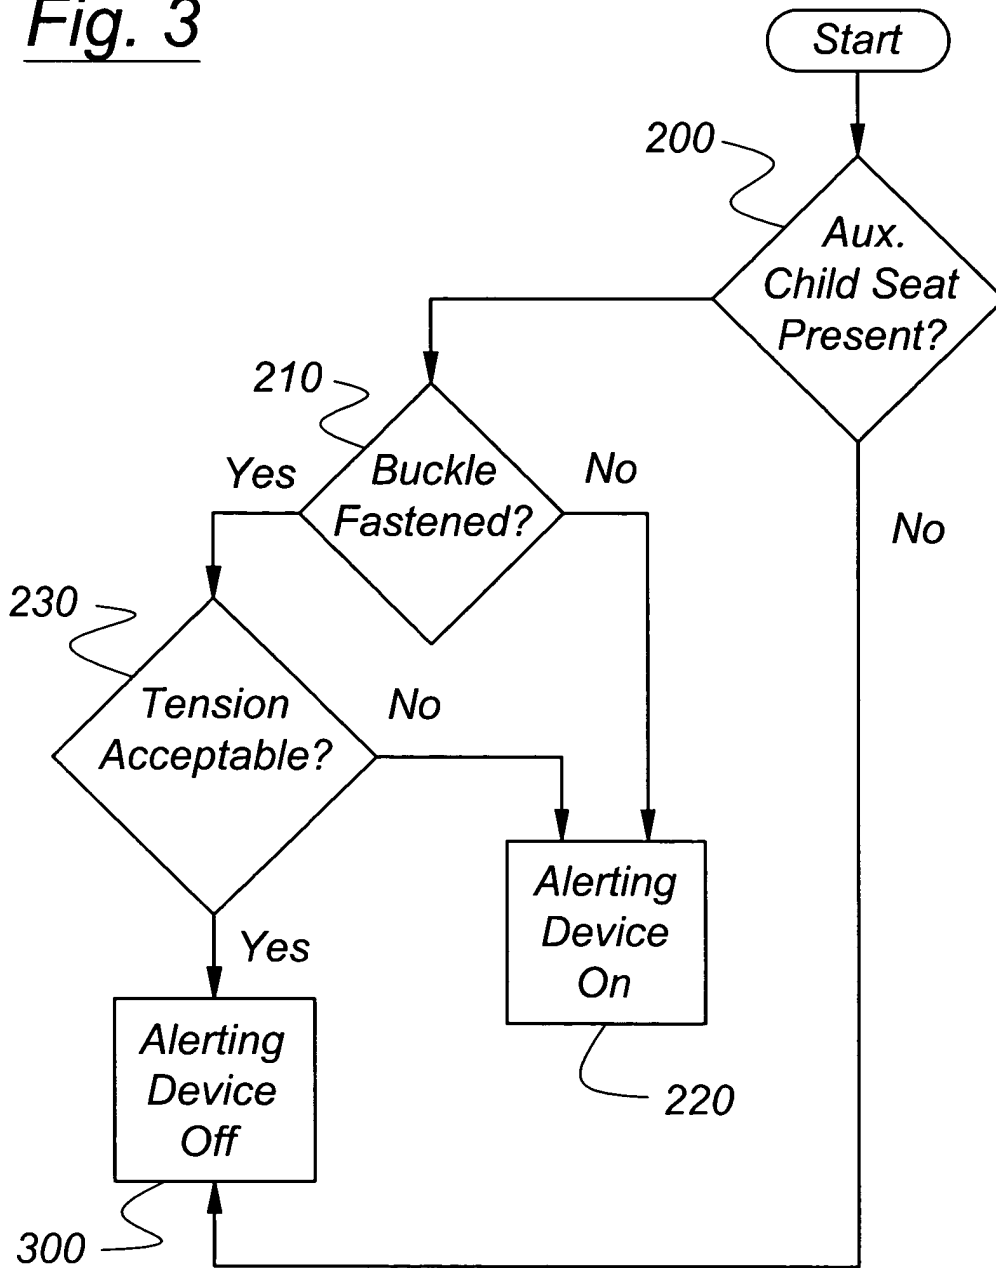 Fig. 3
Start
200
Aux.
Child Seat
Present?
210
Buckle
Fastened?
Yes
No
No
230
Tension
Acceptable?
No
Yes
Alerting
Device
On
220
Alerting
Device
Off
300